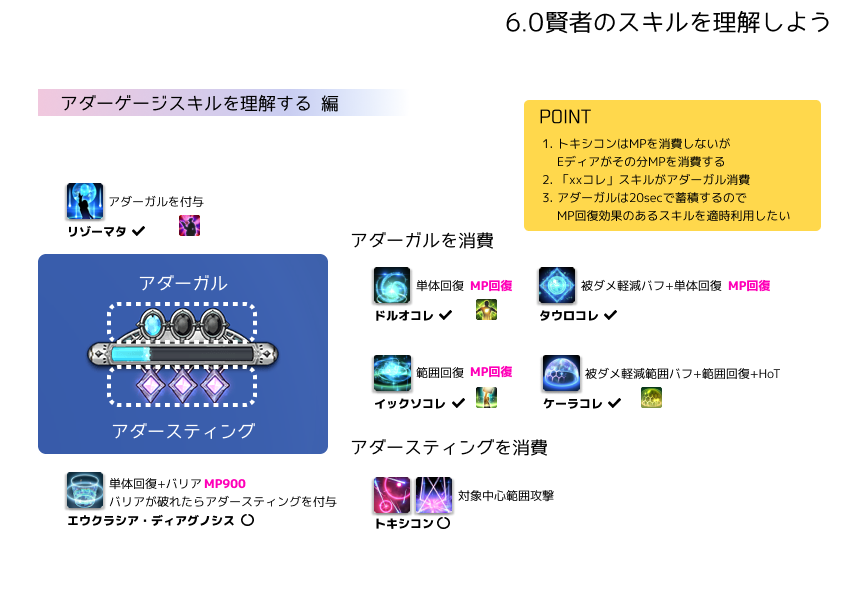 6.0賢者のスキルを理解しよう
アダーゲージスキルを理解する 編
POINT
1. トキシコンはMPを消費しないが
Eディアがその分MPを消費する
2. 「xxコレ」スキルがアダーガル消費
3. アダーガルは20secで蓄積するので
MP回復効果のあるスキルを適時利用したい
アダーガルを付与
リゾーマタ ✔
アダーガル
アダースティング
単体回復+バリア MP900
バリアが破れたらアダースティングを付与
エウクラシア・ディアグノシス 〇
アダーガルを消費
単体回復 MP回復
ドルオコレ ✔
被ダメ軽減バフ+単体回復 MP回復
タウロコレ ✔
範囲回復 MP回復
イックソコレ ✔
被ダメ軽減範囲バフ+範囲回復+HoT
ケーラコレ ✔
アダースティングを消費
対象中心範囲攻撃
トキシコン 〇